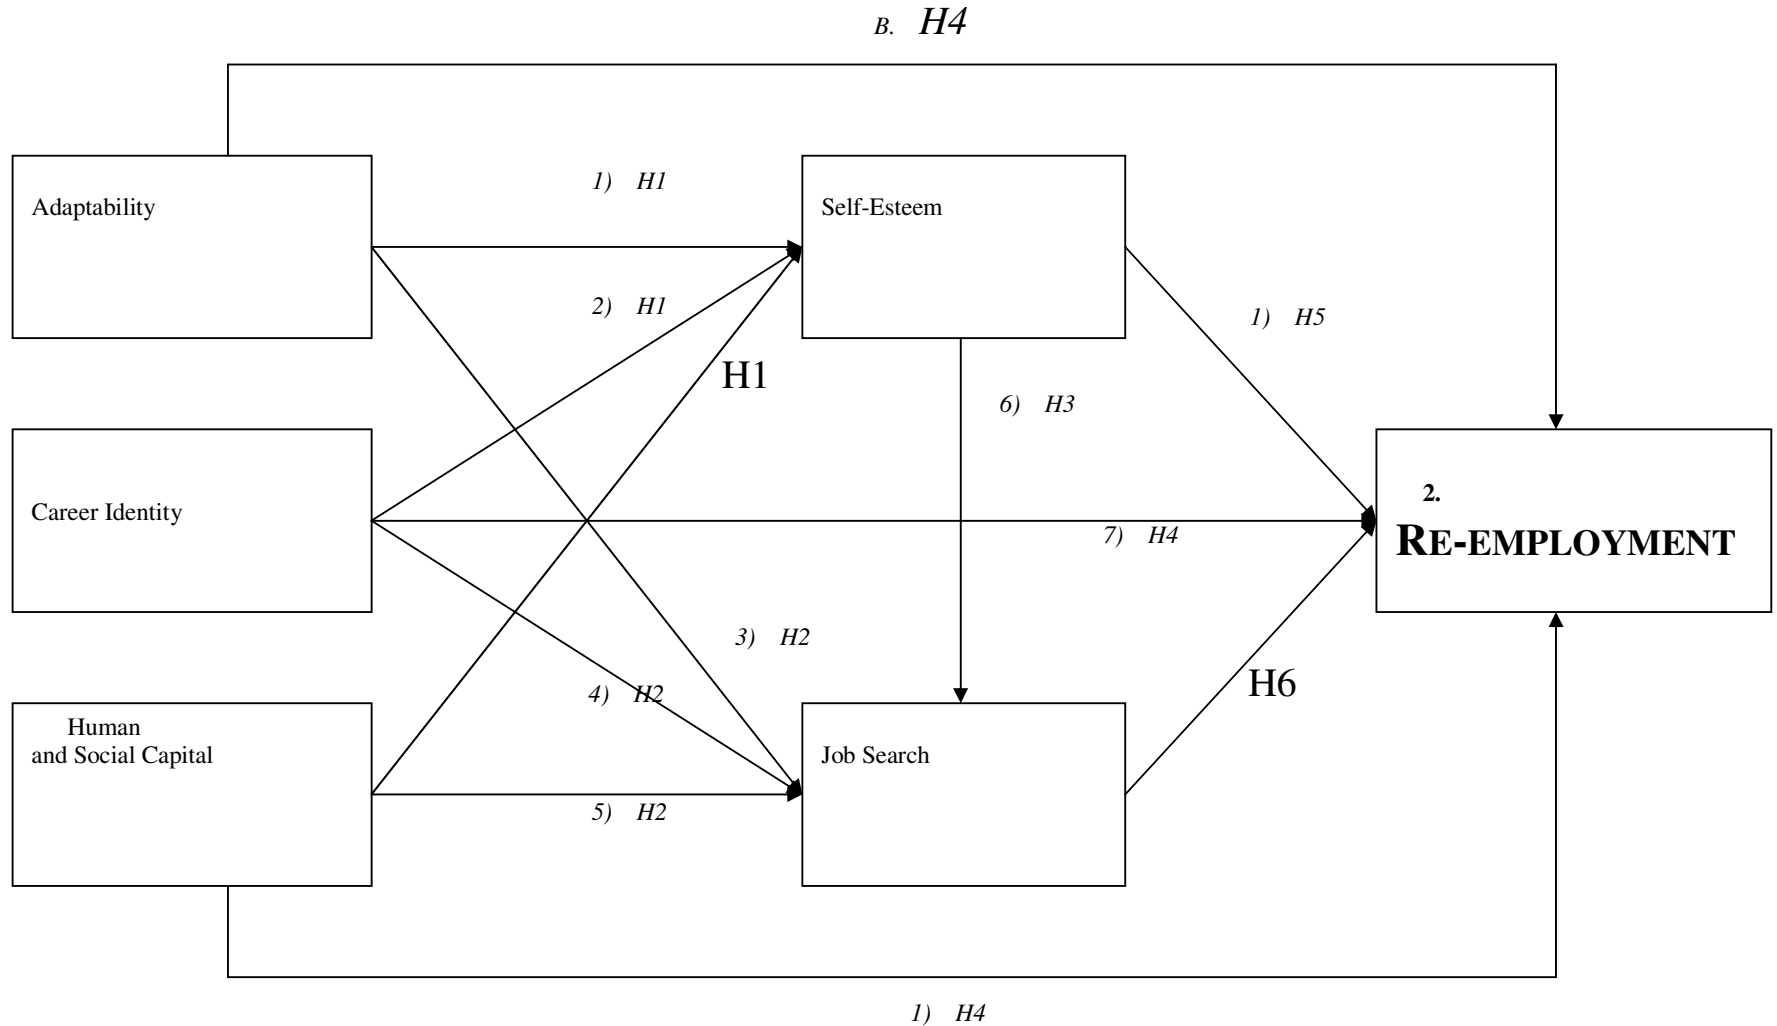 B. H4
1) H1
Adaptability
Self-Esteem
2) H1
1) H5
H1
6) H3
2.
Career Identity
RE-EMPLOYMENT
7) H4
3) H2
4) H2
H6
Human
and Social Capital
Job Search
5) H2
1) H4